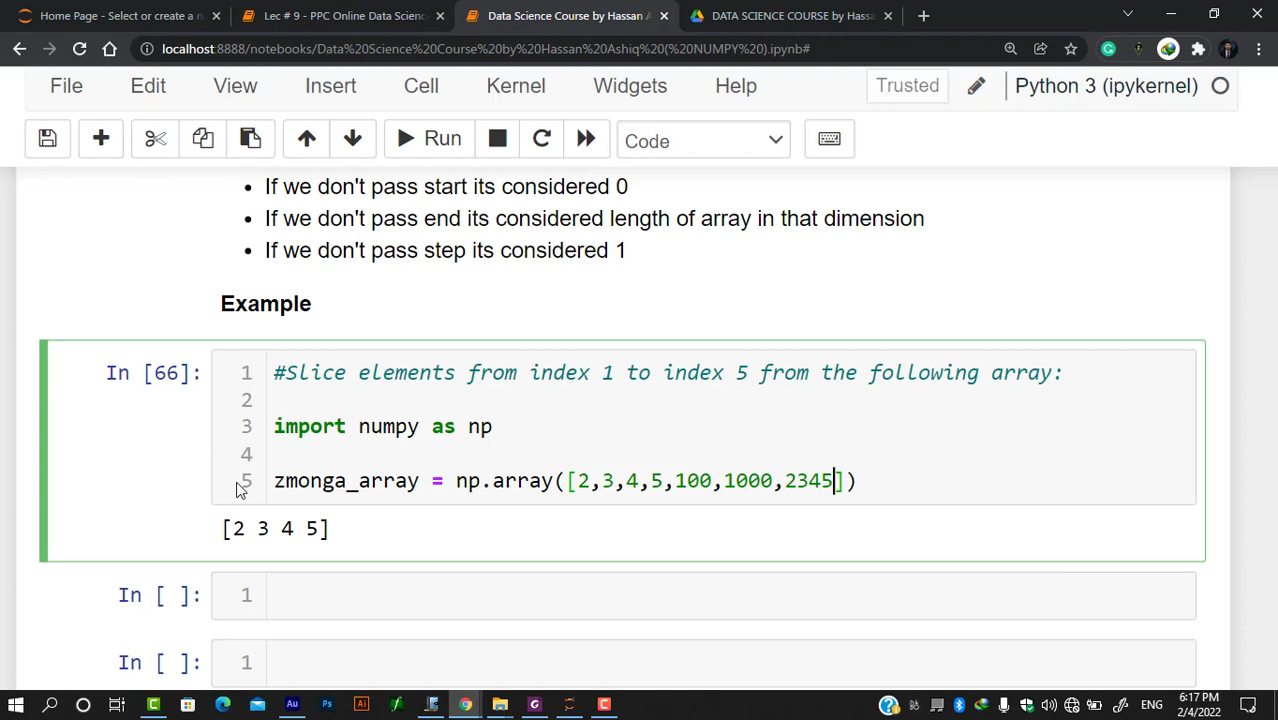 Home Page - Select or create a n
Lec # 9 - PPC Online Data Scienc
Data Science Course by Hassan A
DATA SCIENCE COURSE by Hassa
localhost:8888/notebooks/Data%20Science%20Course%20by%20Hassan%20Ashiq%20(%20NUMPY%20).ipynb#
File Edit View Insert Cell Kernel Widgets Help Trusted Python 3 (ipykernel)
Run Code
If we don't pass start its considered 0
If we don't pass end its considered length of array in that dimension
If we don't pass step its considered 1
Example
In [66]: 1 #Slice elements from index 1 to index 5 from the following array:
2
3 import numpy as np
4
5 zmonga_array = np.array([2,3,4,5,100,1000,2345])
[2 3 4 5]
In [ ]: 1
In [ ]: 1
ENG
6:17 PM
2/4/2022